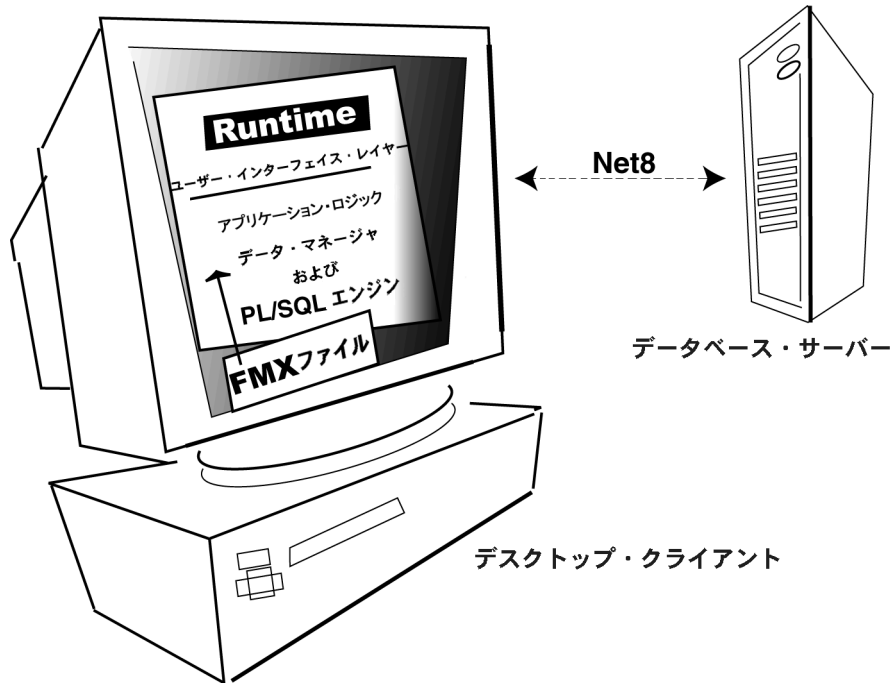 Runtime
ユーザー・インターフェイス・レイヤー
アプリケーション・ロジック
データ・マネージャ
および
PL/SQL エンジン
FMXファイル
Net8
データベース・サーバー
デスクトップ・クライアント